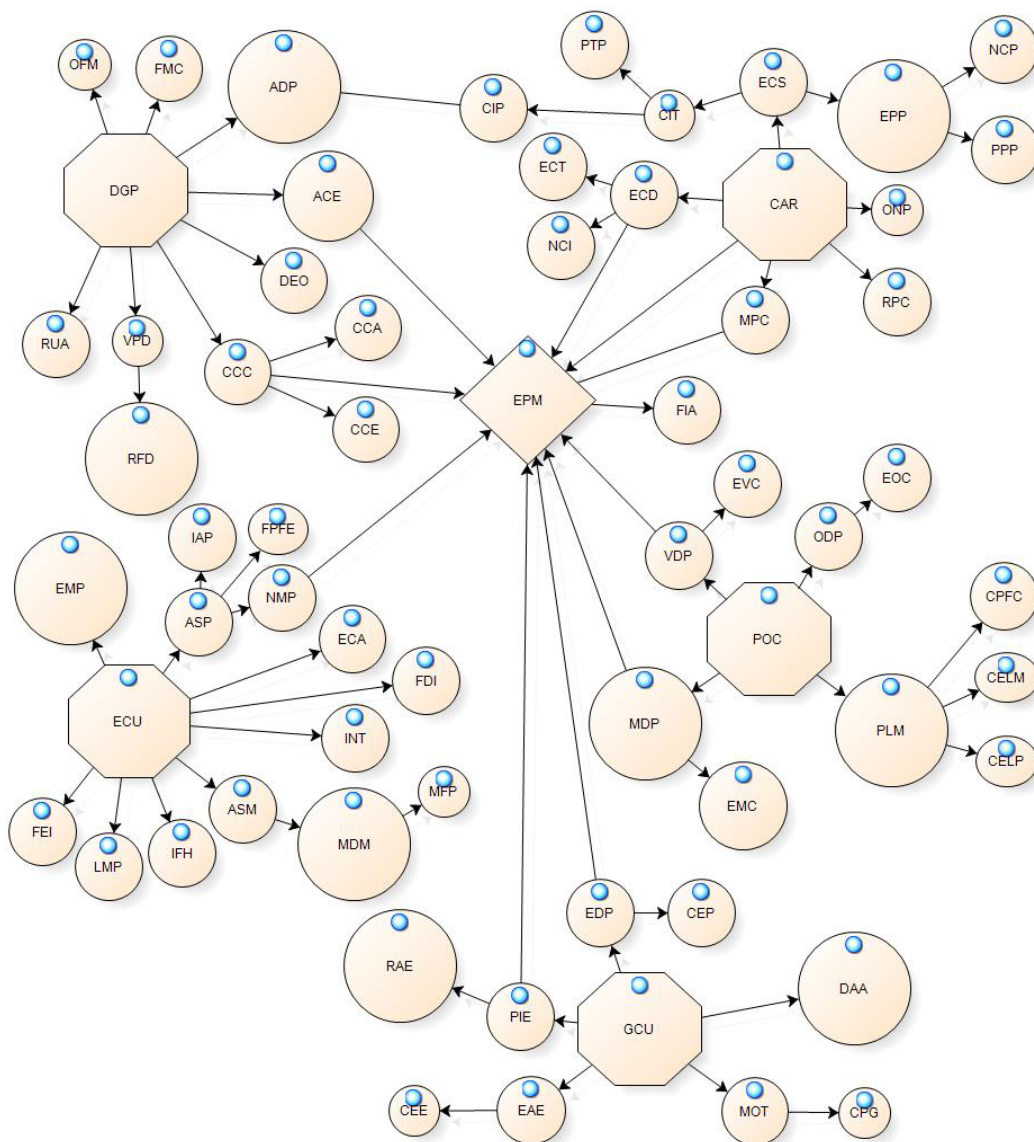 OFM
FMC
ADP
PTP
NCP
ECS
CIP
CIT
EPP
PPP
ECT
DGP
ACE
ECD
CAR
ONP
NCI
DEO
RPC
MPC
CCA
RUA
VPD
CCC
EPM
FIA
CCE
RFD
EOC
EVC
IAP
FPFE
ODP
VDP
EMP
NMP
CPFC
ASP
ECA
POC
CELM
FDI
ECU
MDP
PLM
INT
CELP
MFP
EMC
ASM
FEI
MDM
IFH
LMP
EDP
CEP
RAE
DAA
PIE
GCU
CEE
EAE
MOT
CPG